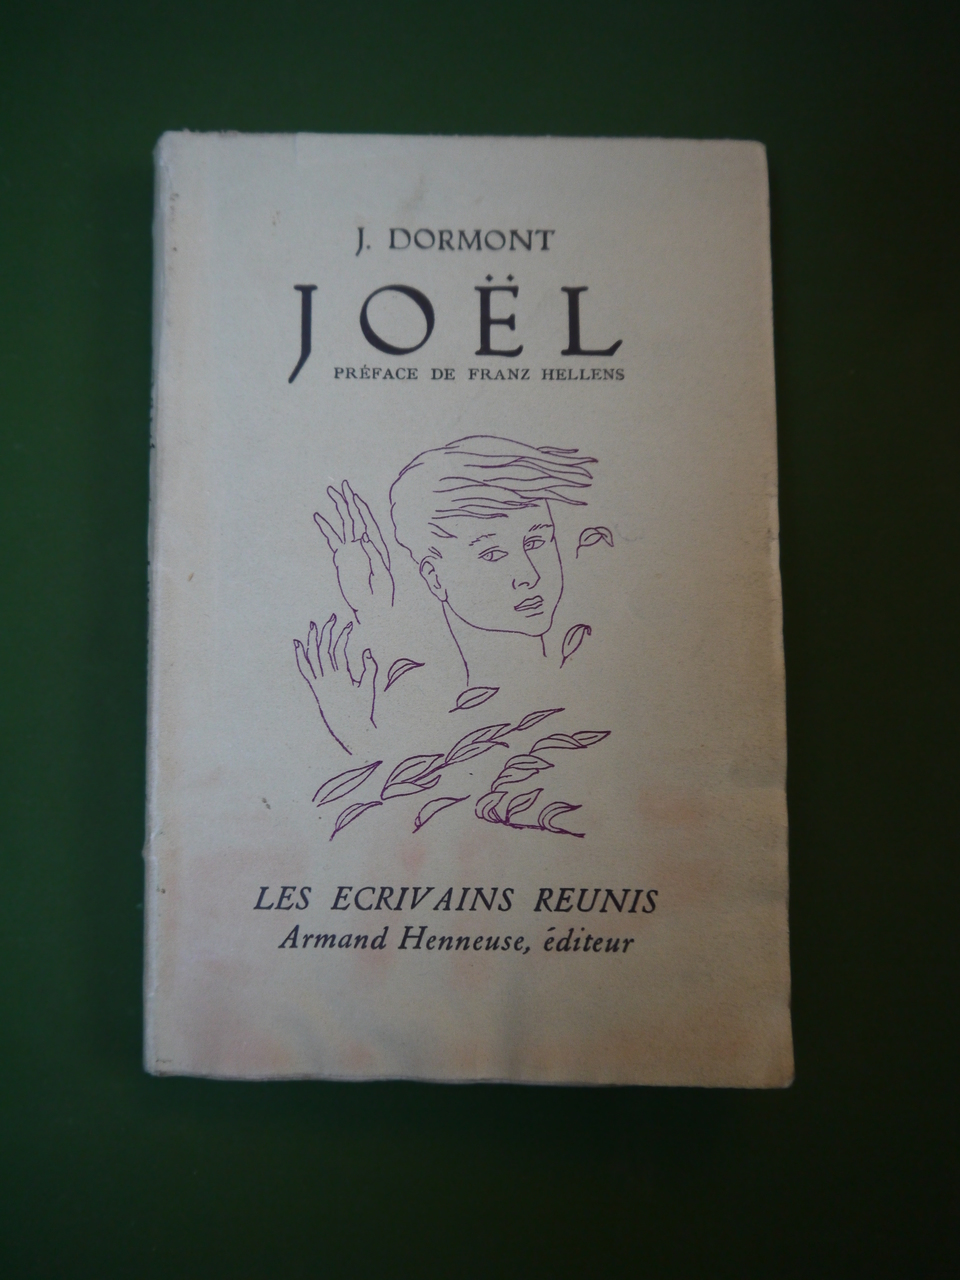 J. DORMONT
JOËL
PRÉFACE DE FRANZ HELLENS
LES ECRIVAINS REUNIS
Armand Henneuse, éditeur